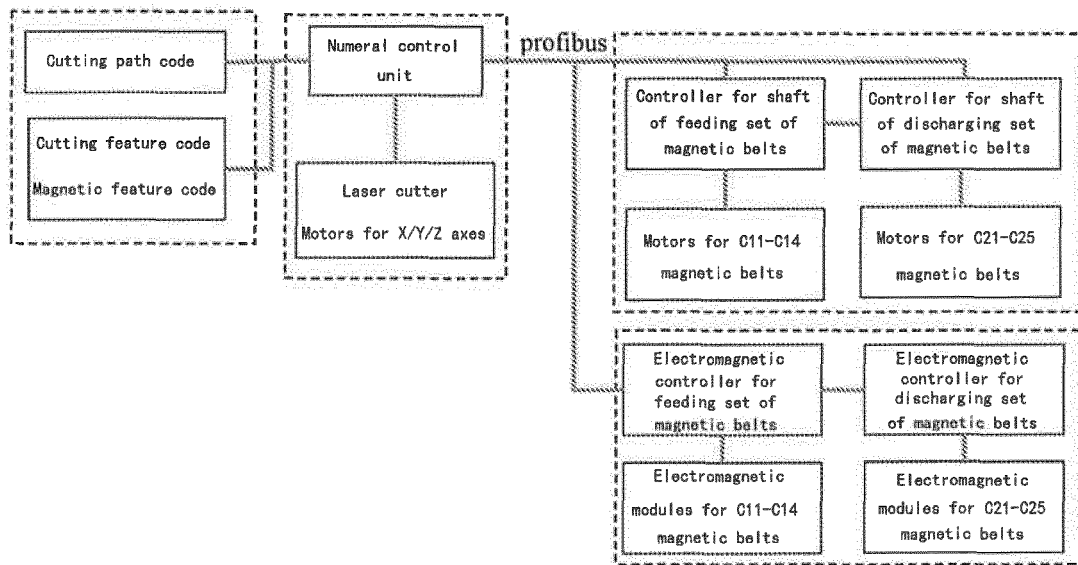 Cutting path code
Cutting feature code
Magnetic feature code
Numeral control
unit
Laser cutter
Motors for X/Y/Z axes
profibus
Controller for shaft
of feeding set of
magnetic belts
Controller for shaft
of discharging set
of magnetic belts
Motors for C11-C14
magnetic belts
Motors for C21-C25
magnetic belts
Electromagnetic
controller for
feeding set of
magnetic belts
Electromagnetic
controller for
discharging set
of magnetic belts
Electromagnetic
modules for C11-C14
magnetic belts
Electromagnetic
modules for C21-C25
magnetic belts